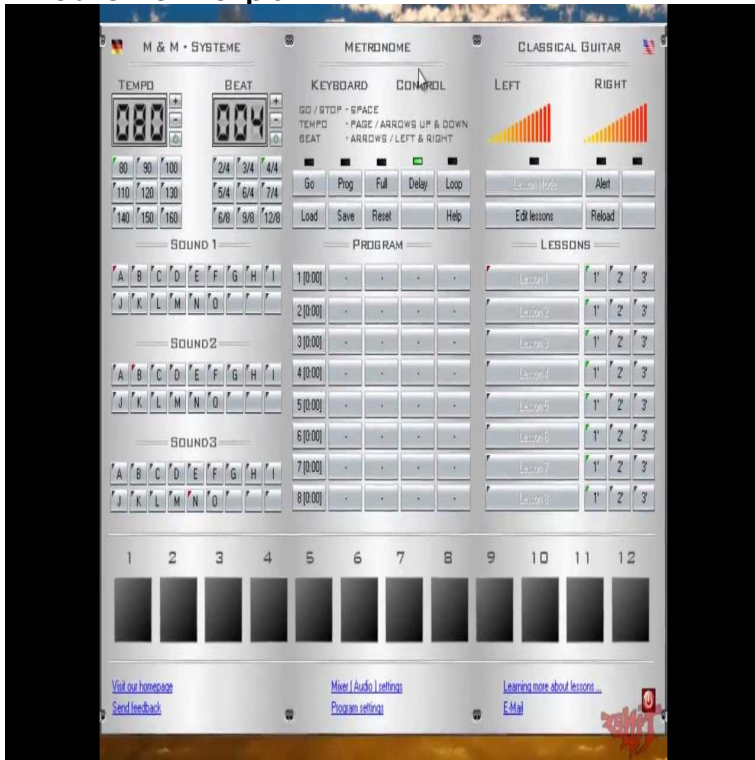 M & M • SYSTEME
METRONOME
CLASSICAL GUITAR
TEMPO
BEAT
KEYBOARD CONTROL
LEFT
RIGHT
080
004
+
-
+
-
GO / STOP - SPACE
TEMPO - PAGE / ARROWS UP & DOWN
BEAT - ARROWS / LEFT & RIGHT
80 90 100
2/4 3/4 4/4
110 120 130
5/4 6/4 7/4
140 150 160
6/8 9/8 12/8
Go Prog Full Delay Loop
Load Save Reset Help
Lesson Mode Alert
Edit lessons Reload
SOUND 1
A B C D E F G H I
J K L M N O
SOUND 2
A B C D E F G H I
J K L M N O
SOUND 3
A B C D E F G H I
J K L M N O
PROGRAM
1 [0:00] - - - -
2 [0:00] - - - -
3 [0:00] - - - -
4 [0:00] - - - -
5 [0:00] - - - -
6 [0:00] - - - -
7 [0:00] - - - -
8 [0:00] - - - -
LESSONS
Lesson 1 1' 2' 3'
Lesson 2 1' 2' 3'
Lesson 3 1' 2' 3'
Lesson 4 1' 2' 3'
Lesson 5 1' 2' 3'
Lesson 6 1' 2' 3'
Lesson 7 1' 2' 3'
Lesson 8 1' 2' 3'
1 2 3 4 5 6 7 8 9 10 11 12
Visit our homepage
Send feedback
Mixer ( Audio ) settings
Program settings
Learning more about lessons ...
E-Mail